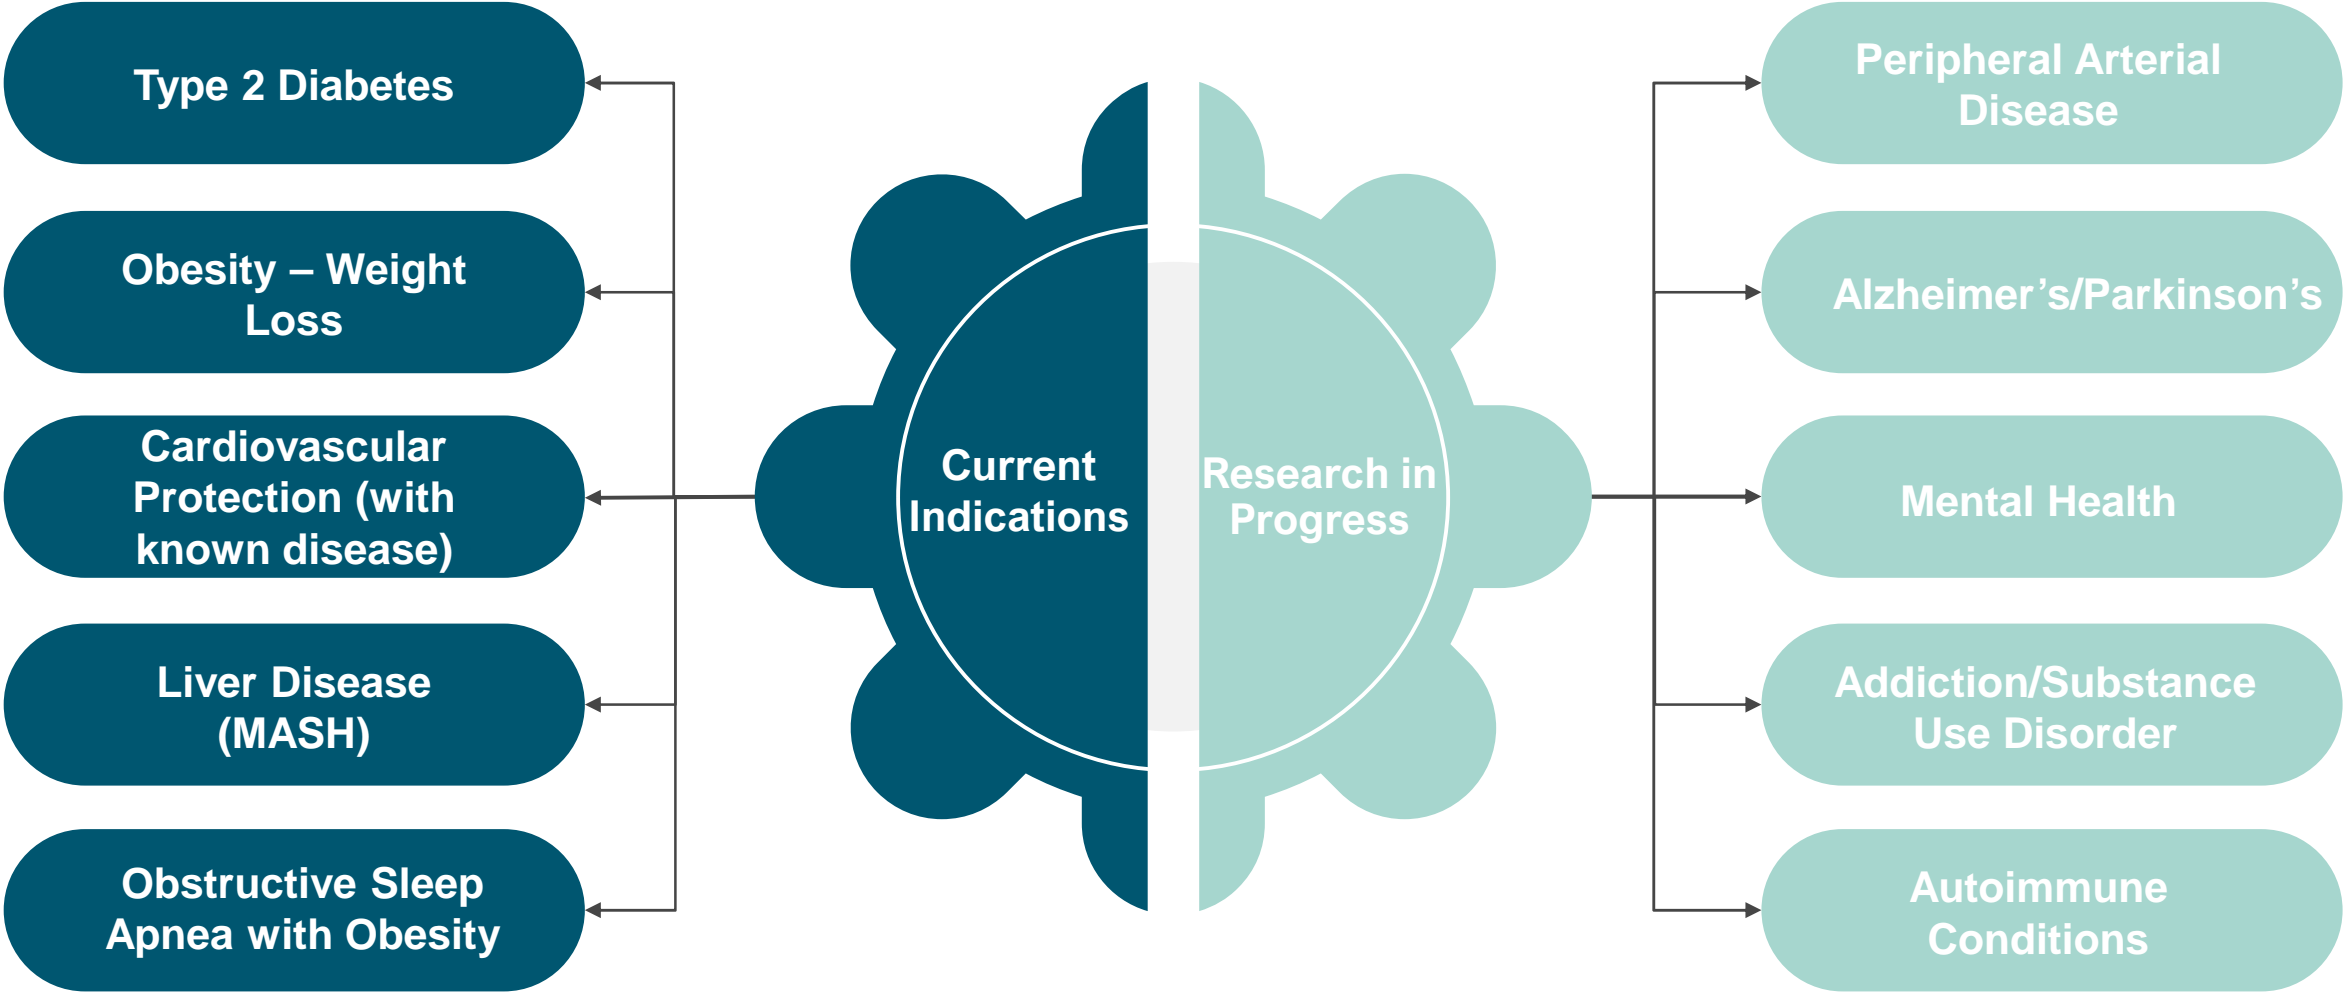 Type 2 Diabetes
Obesity – Weight
Loss
Cardiovascular
Protection (with
known disease)
Liver Disease
(MASH)
Obstructive Sleep
Apnea with Obesity
Current
Indications
Research in
Progress
Peripheral Arterial
Disease
Alzheimer’s/Parkinson’s
Mental Health
Addiction/Substance
Use Disorder
Autoimmune
Conditions